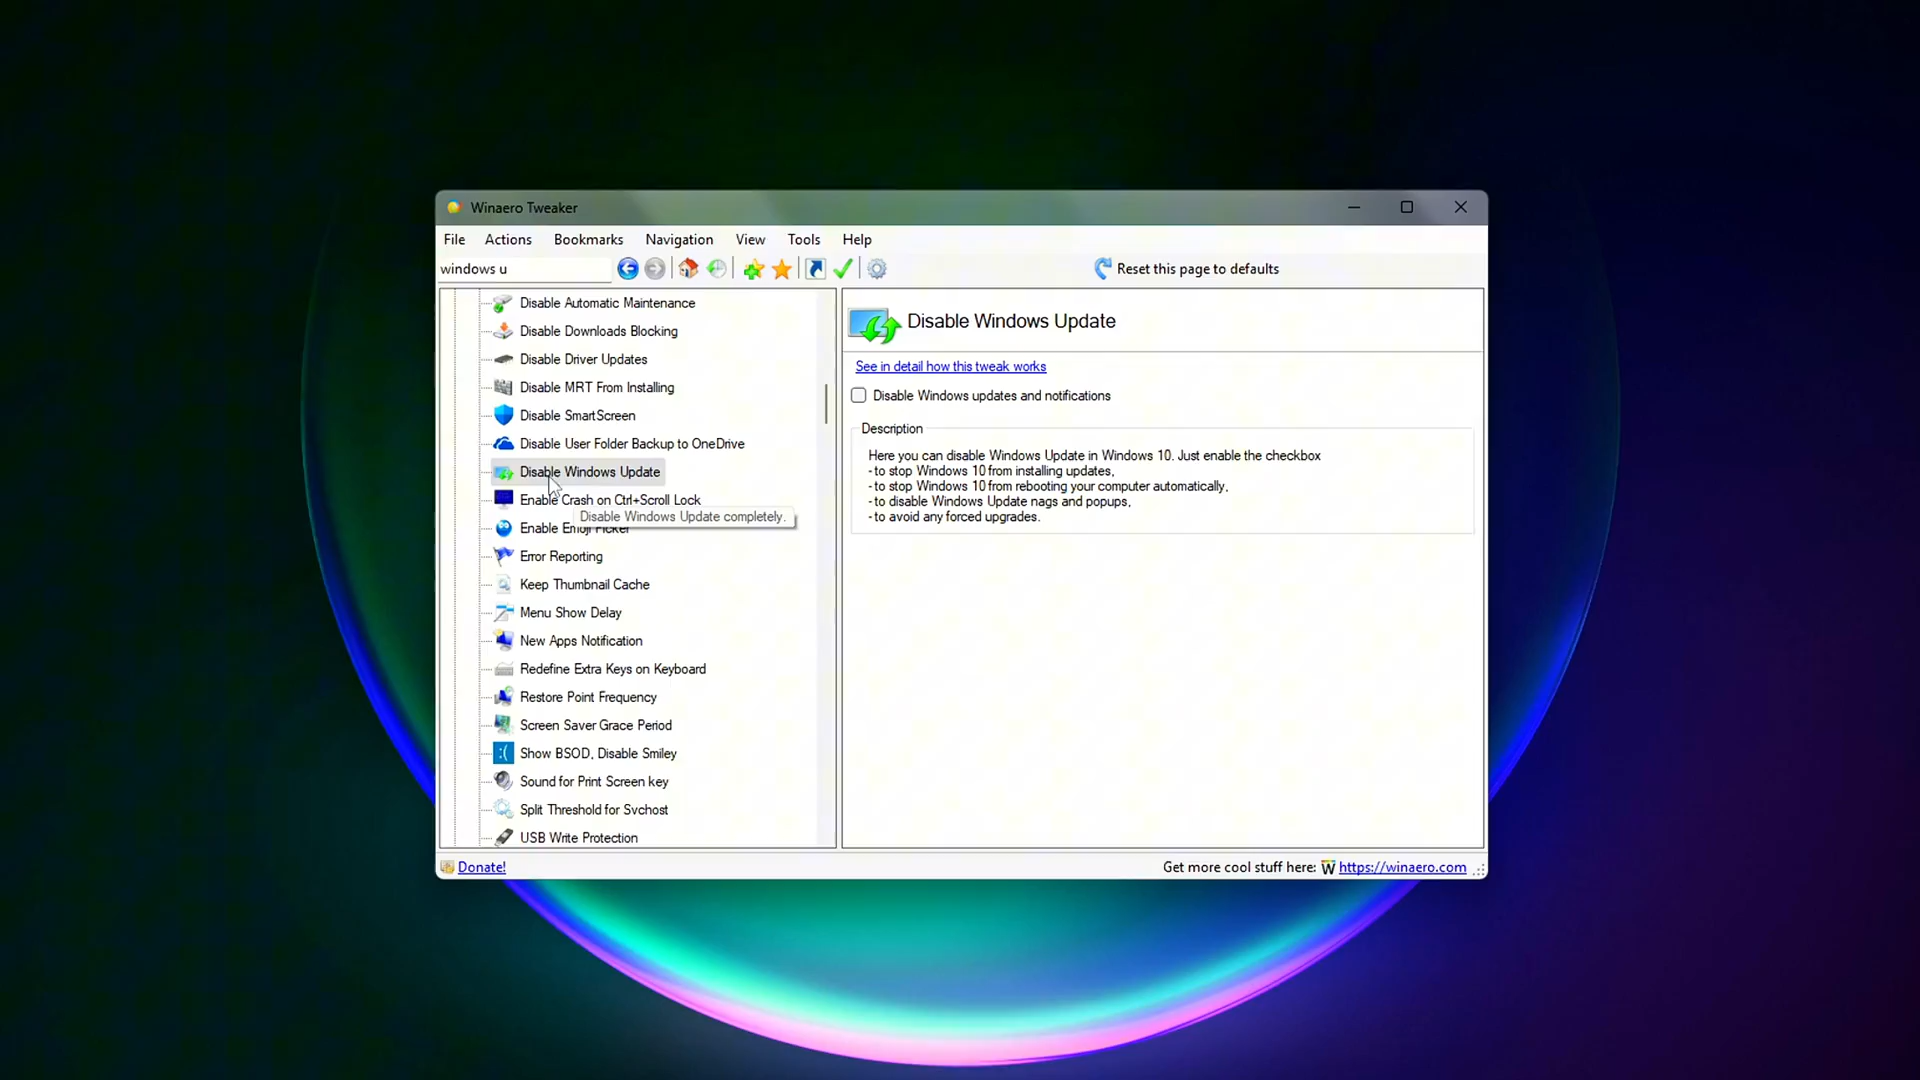 Winaero Tweaker
File Actions Bookmarks Navigation View Tools Help
windows u
Reset this page to defaults
Disable Automatic Maintenance
Disable Downloads Blocking
Disable Driver Updates
Disable MRT From Installing
Disable SmartScreen
Disable User Folder Backup to OneDrive
Disable Windows Update
Enable Crash on Ctrl+Scroll Lock
Disable Windows Update completely.
Enable Emoji Picker
Error Reporting
Keep Thumbnail Cache
Menu Show Delay
New Apps Notification
Redefine Extra Keys on Keyboard
Restore Point Frequency
Screen Saver Grace Period
:( Show BSOD, Disable Smiley
Sound for Print Screen key
Split Threshold for Svchost
USB Write Protection
Disable Windows Update
See in detail how this tweak works
Disable Windows updates and notifications
Description
Here you can disable Windows Update in Windows 10. Just enable the checkbox
- to stop Windows 10 from installing updates,
- to stop Windows 10 from rebooting your computer automatically,
- to disable Windows Update nags and popups,
- to avoid any forced upgrades.
Donate!
Get more cool stuff here: W https://winaero.com